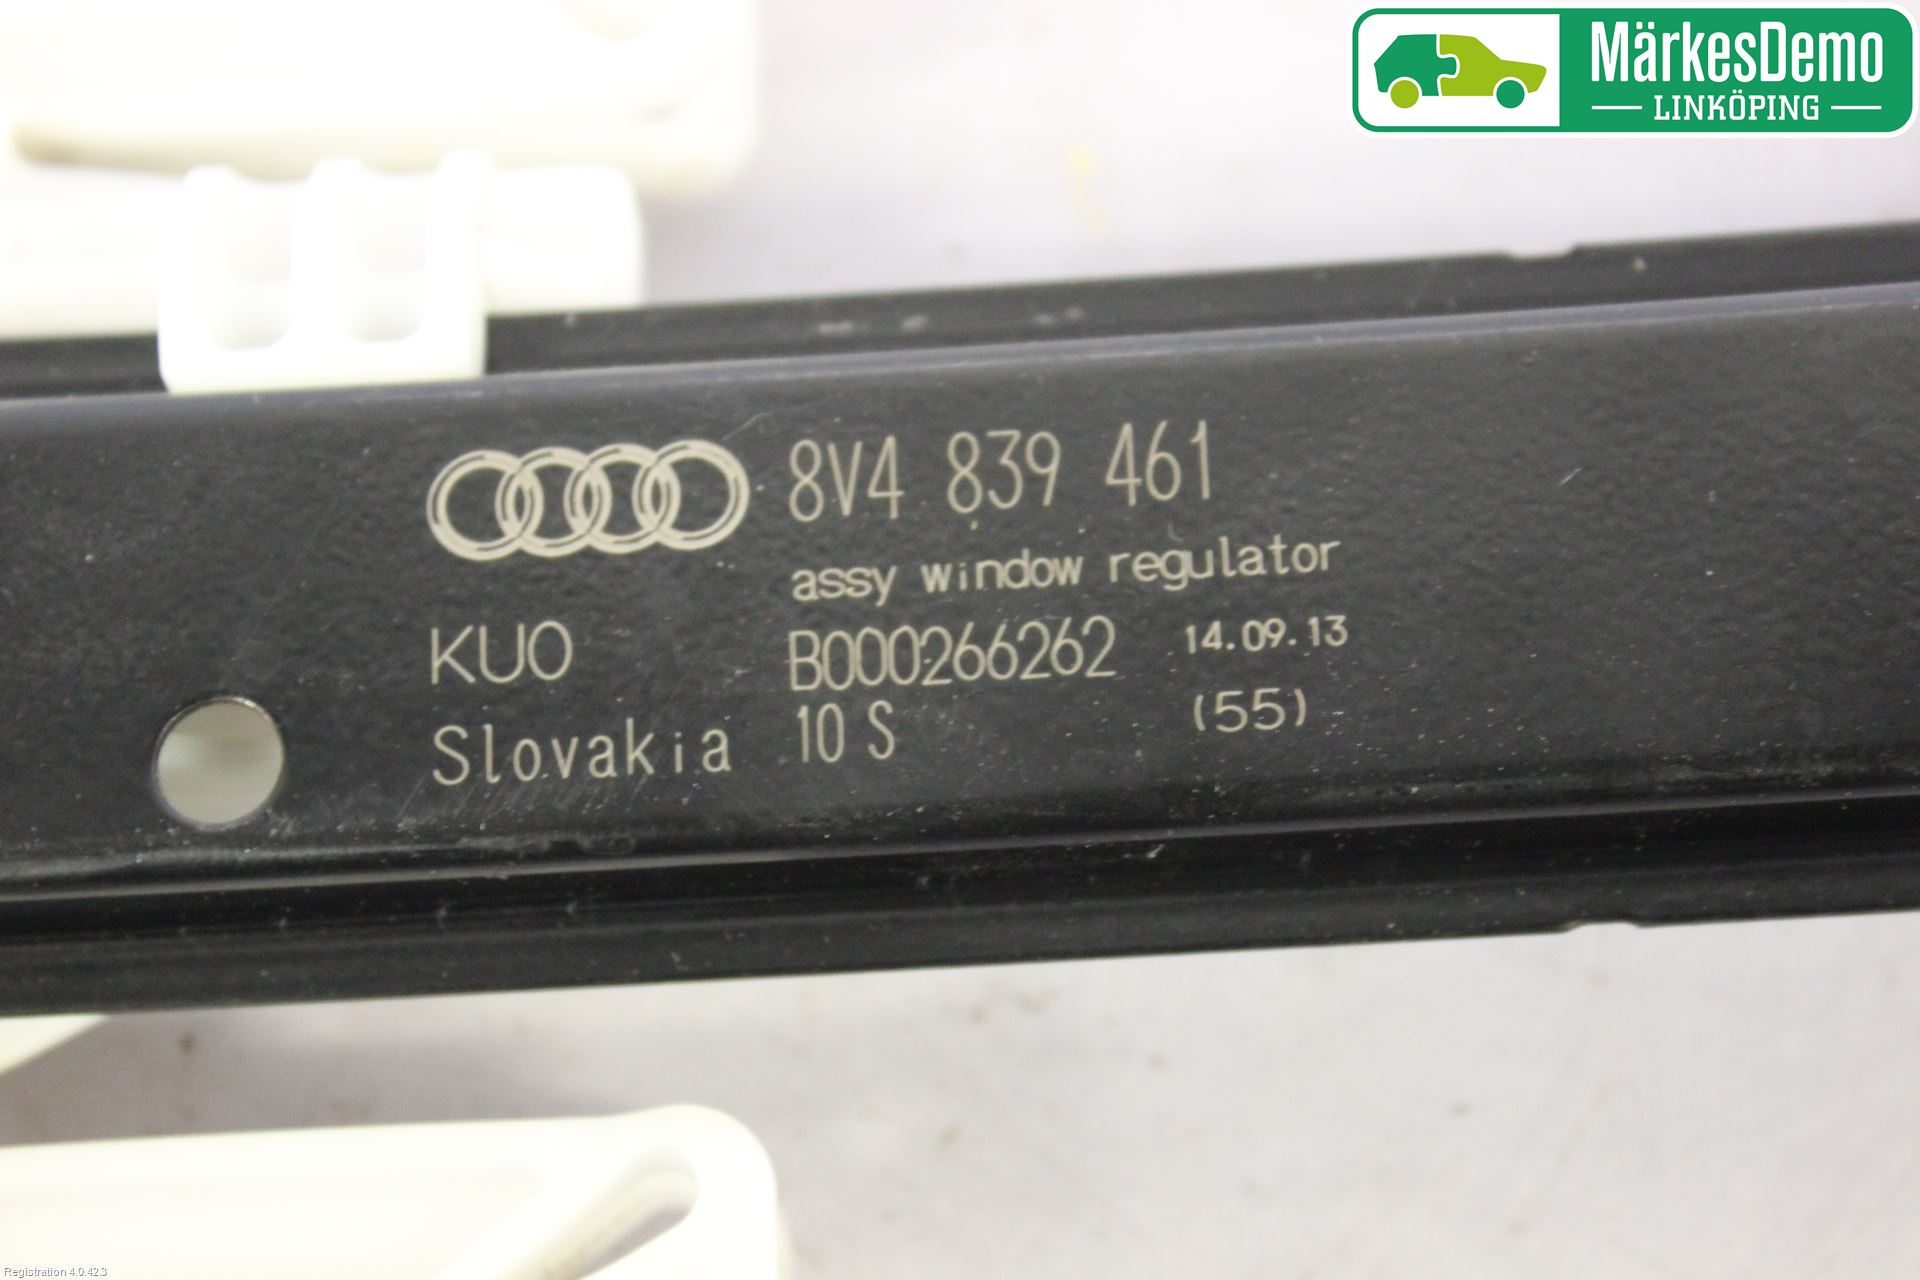 MärkesDemo
LINKÖPING
8V4 839 461
assy window regulator
KUO B000266262 14.09.13
Slovakia 10 S (55)
Registration 4.0.42.3